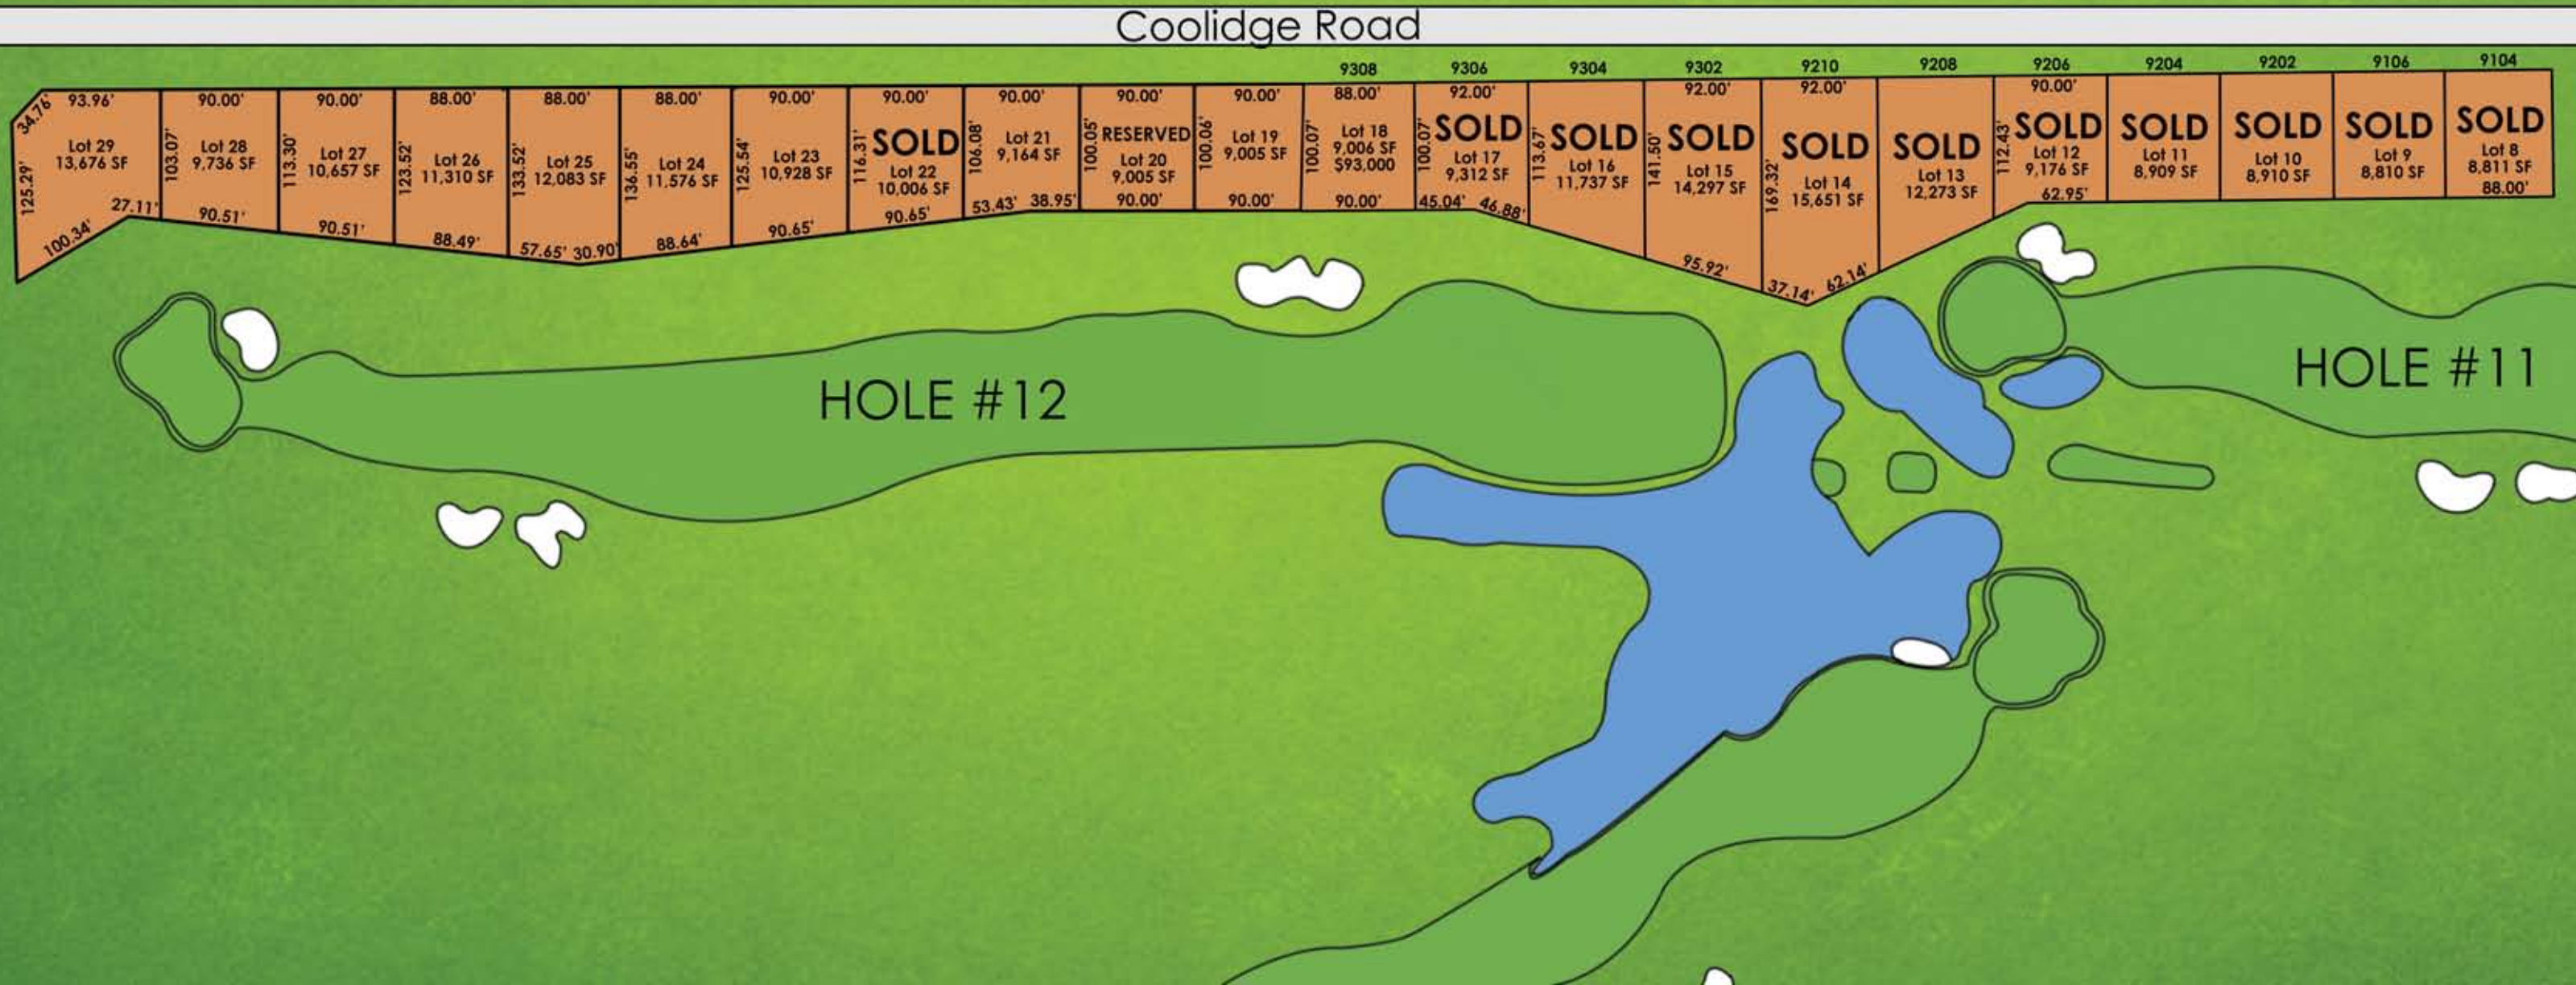 Coolidge Road
9308 9306 9304 9302 9210 9208 9206 9204 9202 9106 9104
34.76'
93.96'
Lot 29
13,676 SF
125.29'
100.34'
27.11'
103.07'
90.00'
Lot 28
9,736 SF
90.51'
113.30'
90.00'
Lot 27
10,657 SF
90.51'
123.52'
88.00'
Lot 26
11,310 SF
88.49'
133.52'
88.00'
Lot 25
12,083 SF
57.65' 30.90'
136.55'
88.00'
Lot 24
11.576 SF
88.64'
125.54'
90.00'
Lot 23
10,928 SF
90.65'
116.31'
90.00'
SOLD
Lot 22
10,006 SF
90.65'
106.08'
90.00'
Lot 21
9,164 SF
53.43' 38.95'
100.05'
90.00'
RESERVED
Lot 20
9,005 SF
90.00'
100.06'
90.00'
Lot 19
9,005 SF
90.00'
100.07'
88.00'
Lot 18
9,006 SF
$93,000
90.00'
100.07'
92.00'
SOLD
Lot 17
9,312 SF
45.04' 46.88'
113.67'
SOLD
Lot 16
11,737 SF
141.50'
92.00'
SOLD
Lot 15
14,297 SF
95.92'
169.32'
92.00'
SOLD
Lot 14
15,651 SF
37.14' 62.14'
SOLD
Lot 13
12,273 SF
112.43'
90.00'
SOLD
Lot 12
9,176 SF
62.95'
SOLD
Lot 11
8,909 SF
SOLD
Lot 10
8,910 SF
SOLD
Lot 9
8,810 SF
SOLD
Lot 8
8,811 SF
88.00'
HOLE #12
HOLE #11